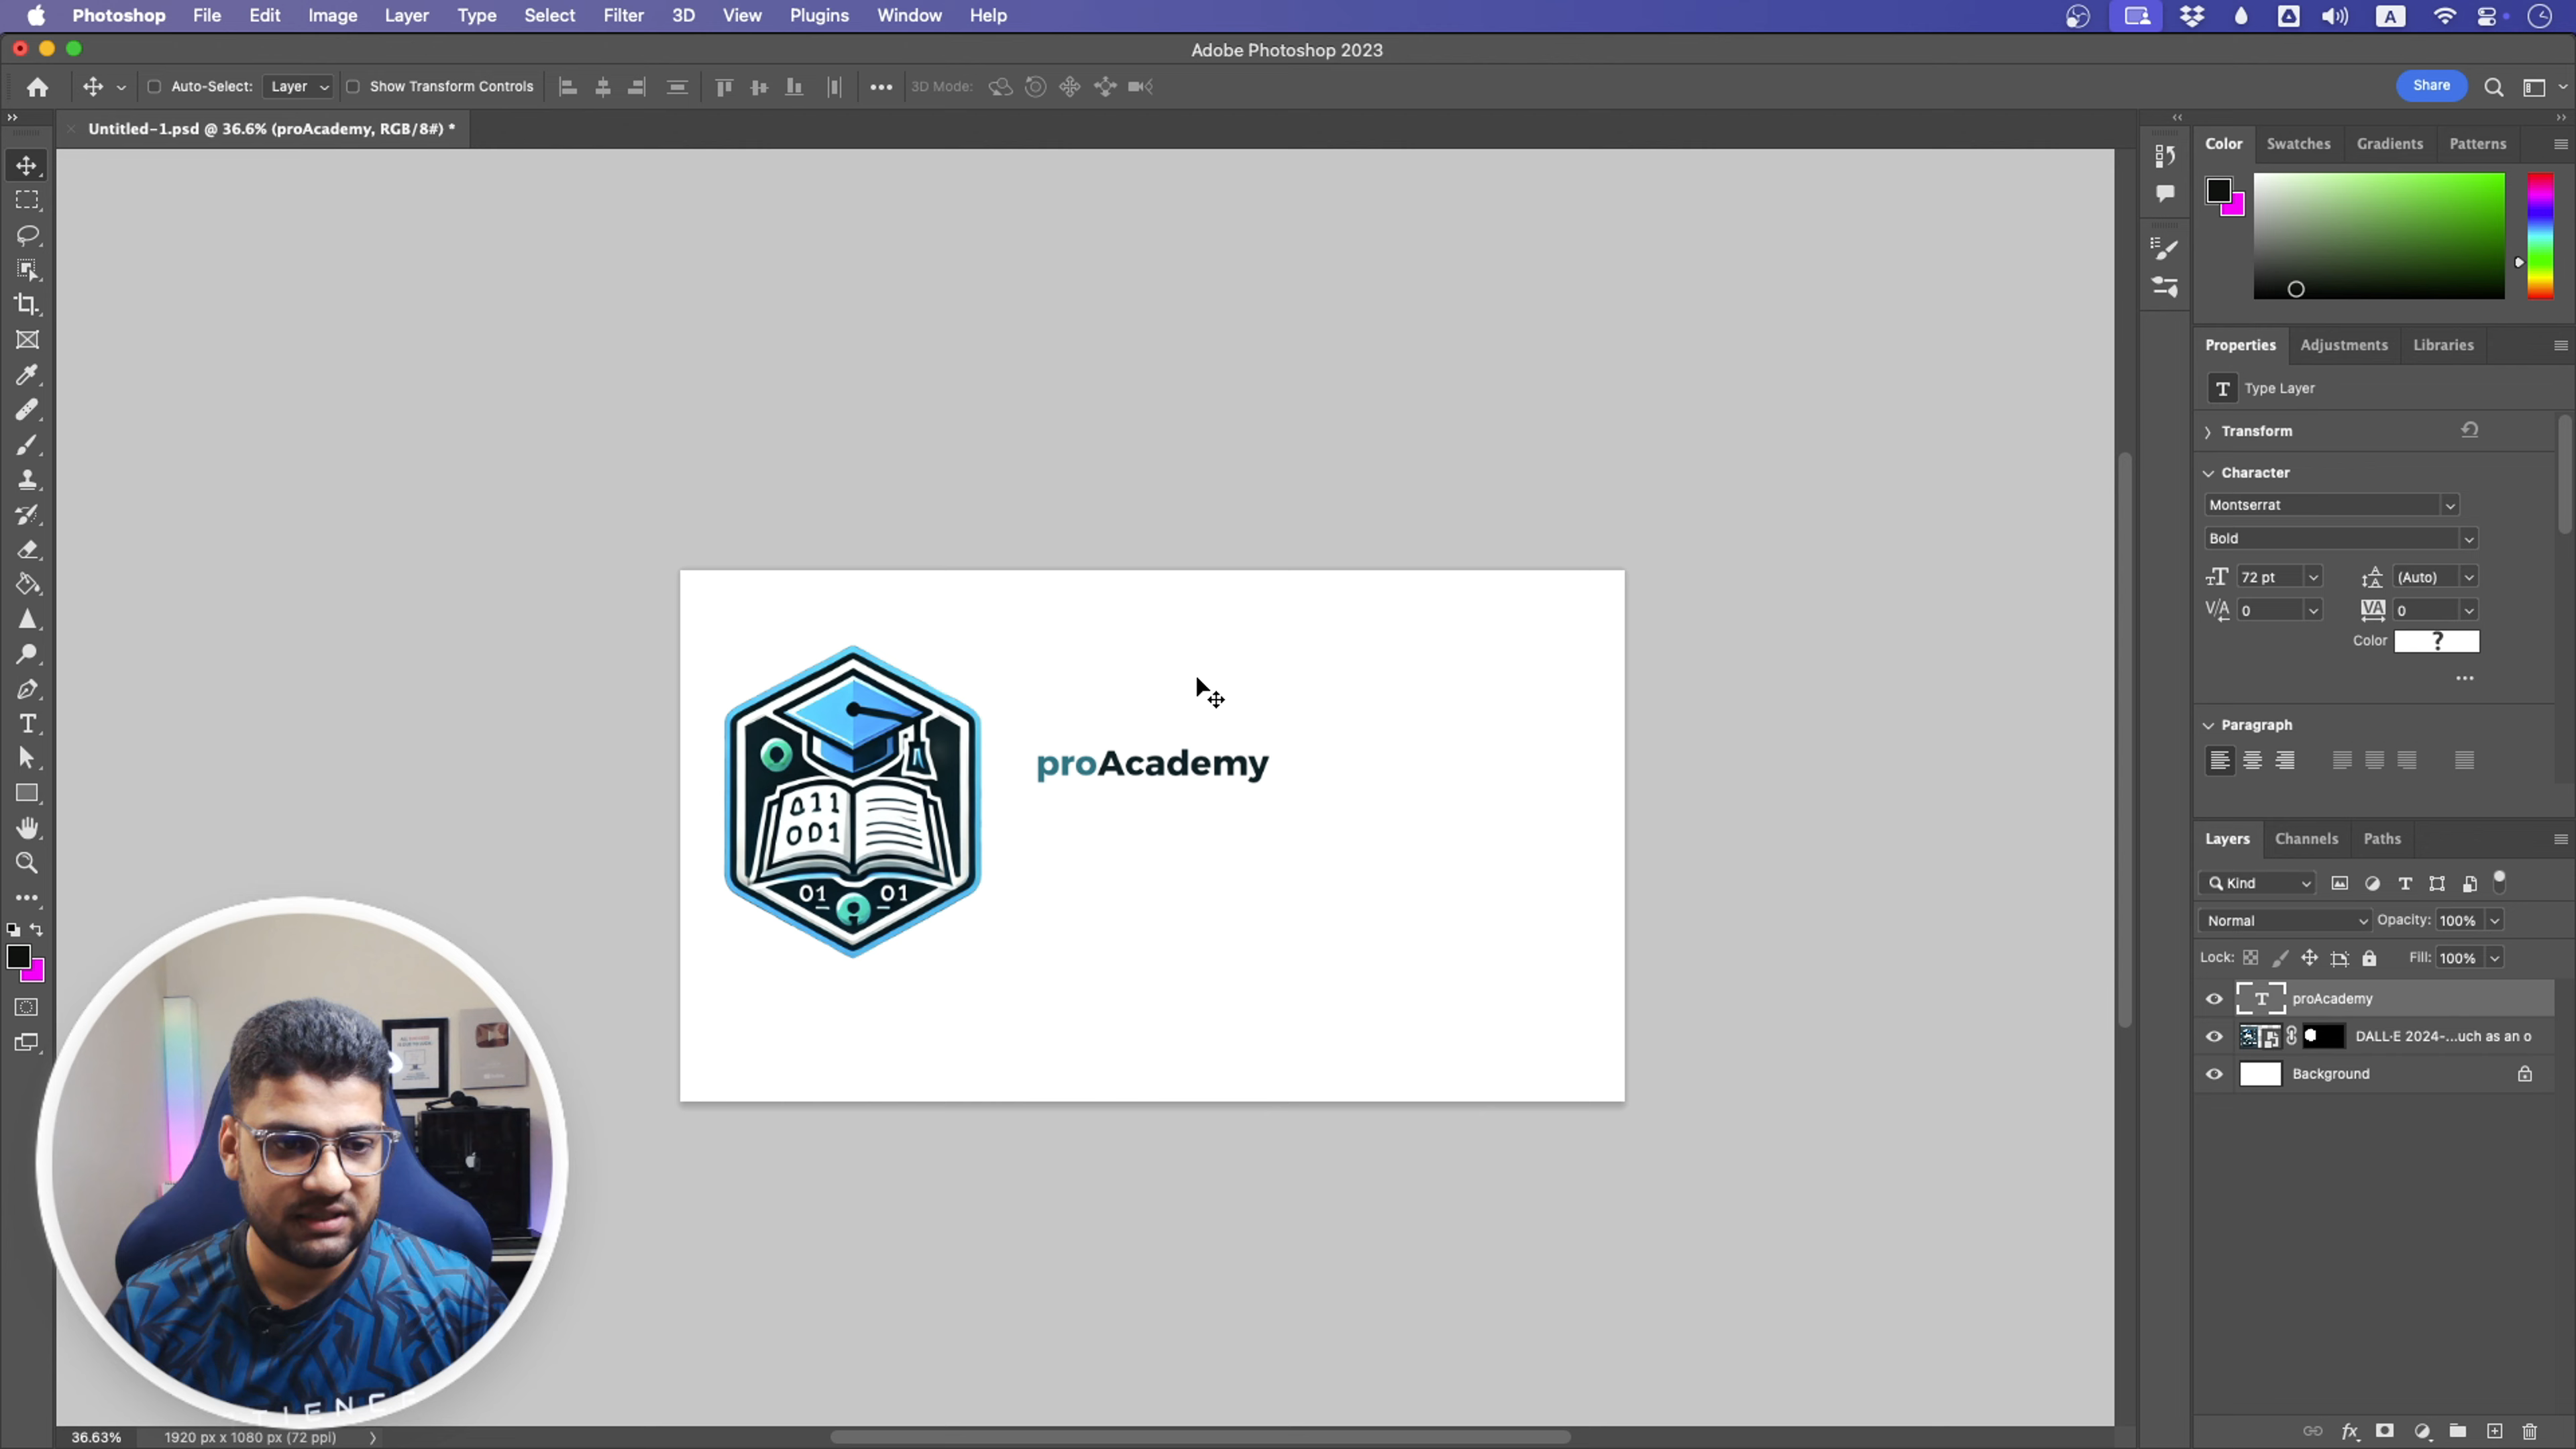 Photoshop File Edit Image Layer Type Select Filter 3D View Plugins Window Help A
Adobe Photoshop 2023
Auto-Select: Layer Show Transform Controls 3D Mode: Share
Untitled-1.psd @ 36.6% (proAcademy, RGB/8#) *
Color Swatches Gradients Patterns
Properties Adjustments Libraries
T Type Layer
Transform
Character
Montserrat
Bold
72 pt (Auto)
0 0
Color ?
Paragraph
proAcademy
011
001
01 01
Layers Channels Paths
Kind
Normal Opacity: 100%
Lock: Fill: 100%
T proAcademy
DALL·E 2024-...uch as an o
Background
TIENCE
36.63% 1920 px x 1080 px (72 ppi)
fx